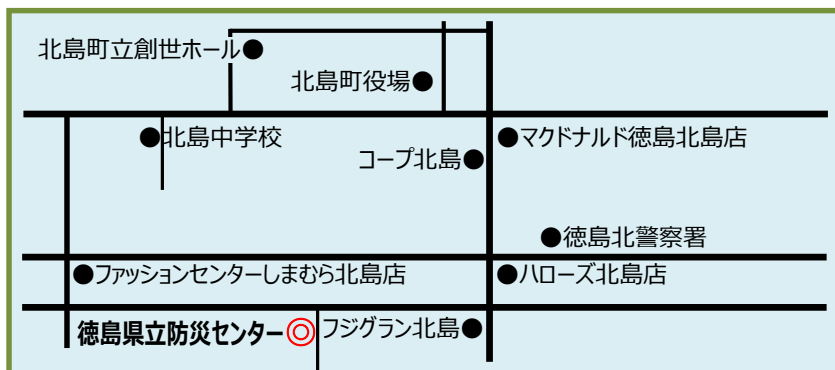 北島町立創世ホール●
北島町役場●
●北島中学校
●マクドナルド徳島北島店
コープ北島●
●徳島北警察署
●ファッションセンターしまむら北島店
●ハローズ北島店
徳島県立防災センター◎
フジグラン北島●